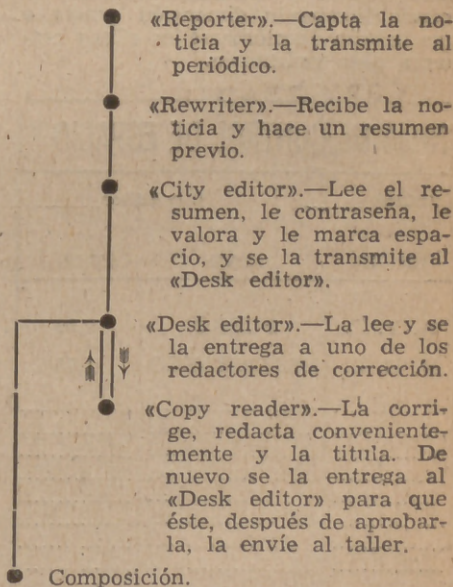 «Reporter».—Capta la no-
ticia y la transmite al
periódico.
«Rewriter».—Recibe la no-
ticia y hace un resumen
previo.
«City editor».—Lee el re-
sumen, le contraseña, le
valora y le marca espa-
cio, y se la transmite al
«Desk editor».
«Desk editor».—La lee y se
la entrega a uno de los
redactores de corrección.
«Copy reader».—La corri-
ge, redacta conveniente-
mente y la titula. De
nuevo se la entrega al
«Desk editor» para que
éste, después de aprobar-
la, la envíe al taller.
Composición.